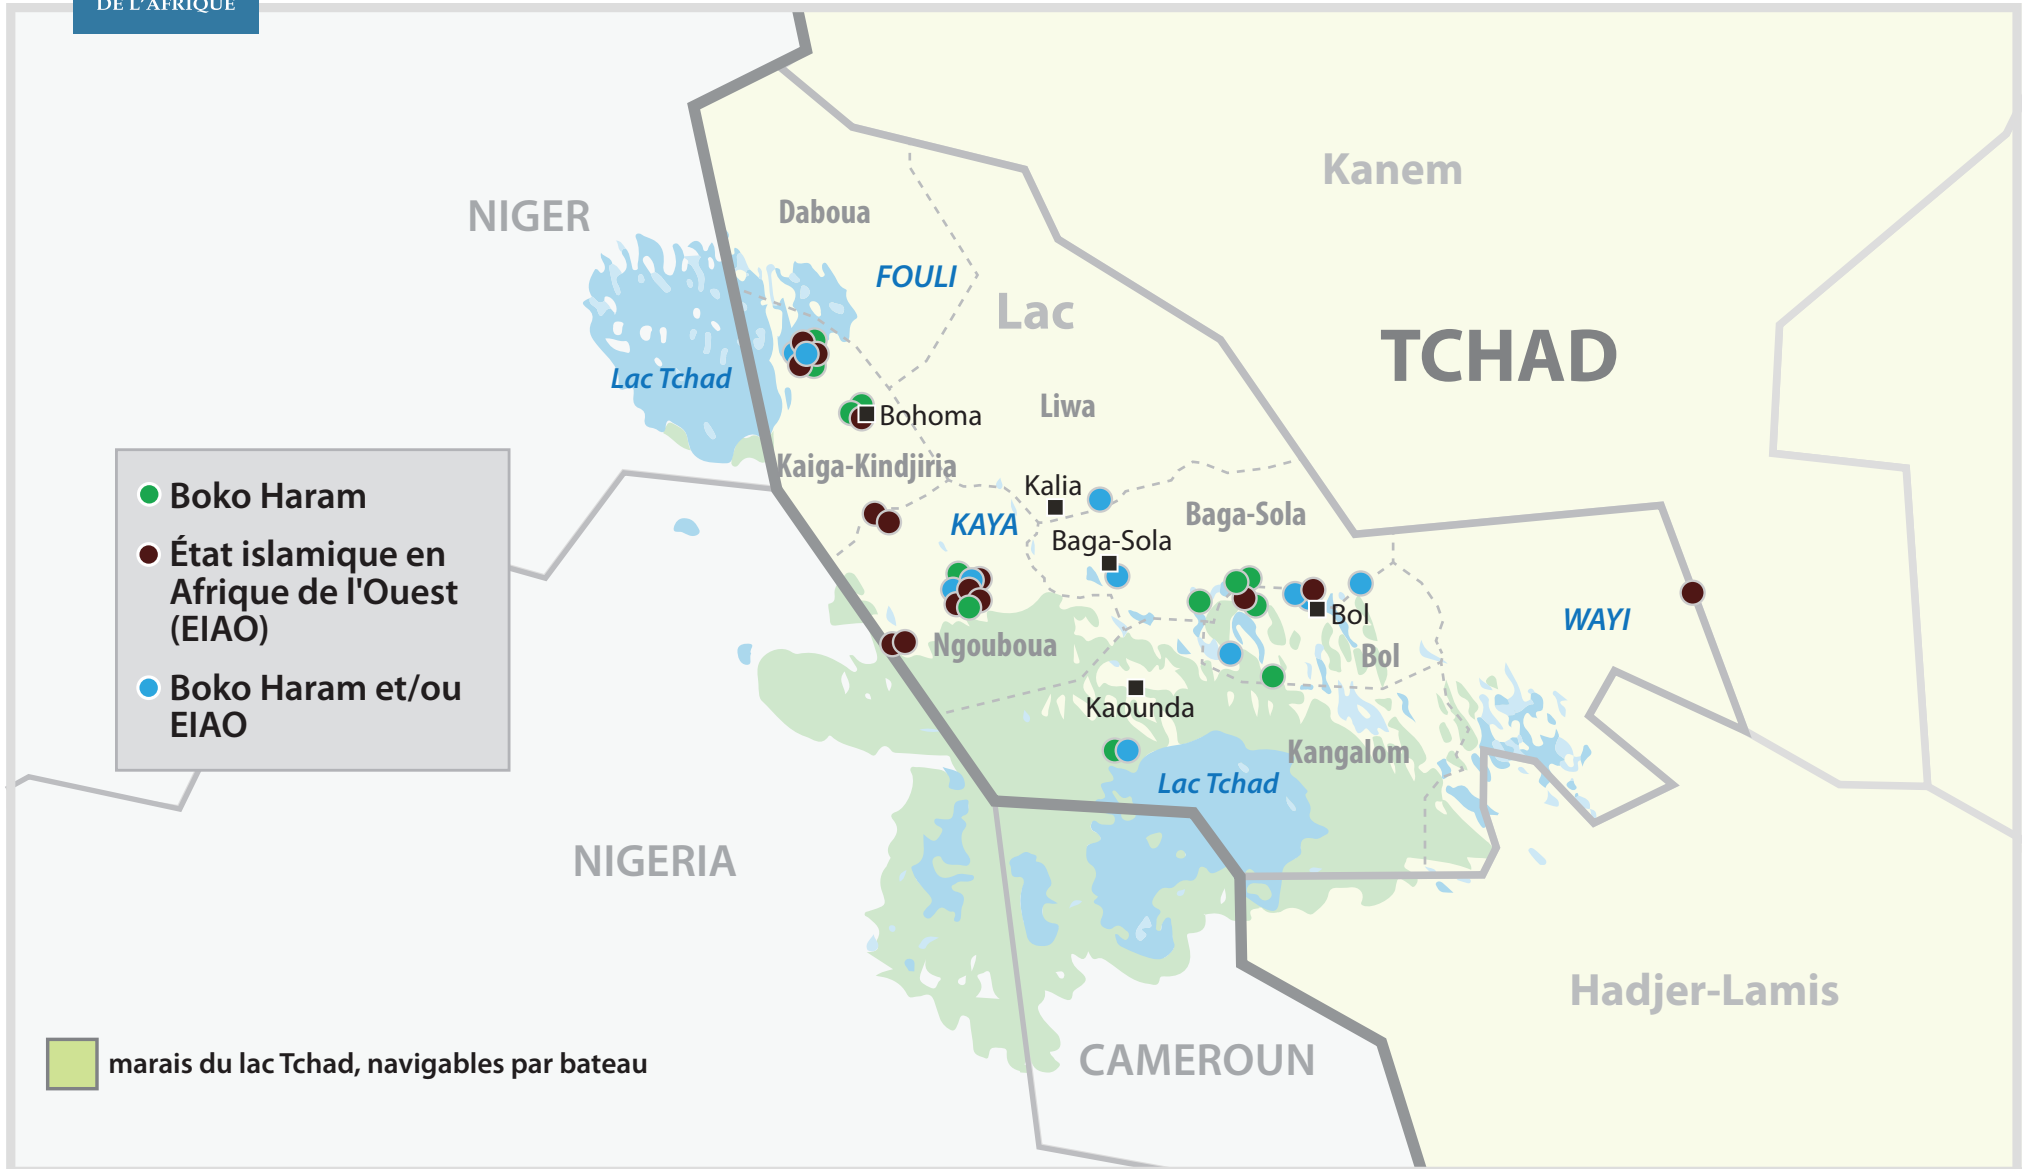 DE L'AFRIQUE
Kanem
NIGER
Daboua
FOULI
Lac
TCHAD
Lac Tchad
Liwa
Bohoma
Kaiga-Kindjiria
Kalia
KAYA
Baga-Sola
Baga-Sola
Boko Haram
État islamique en
Afrique de l'Ouest
(EIAO)
Boko Haram et/ou
EIAO
Bol
WAYI
Ngouboua
Bol
Kaounda
Kangalom
Lac Tchad
NIGERIA
Hadjer-Lamis
CAMEROUN
marais du lac Tchad, navigables par bateau